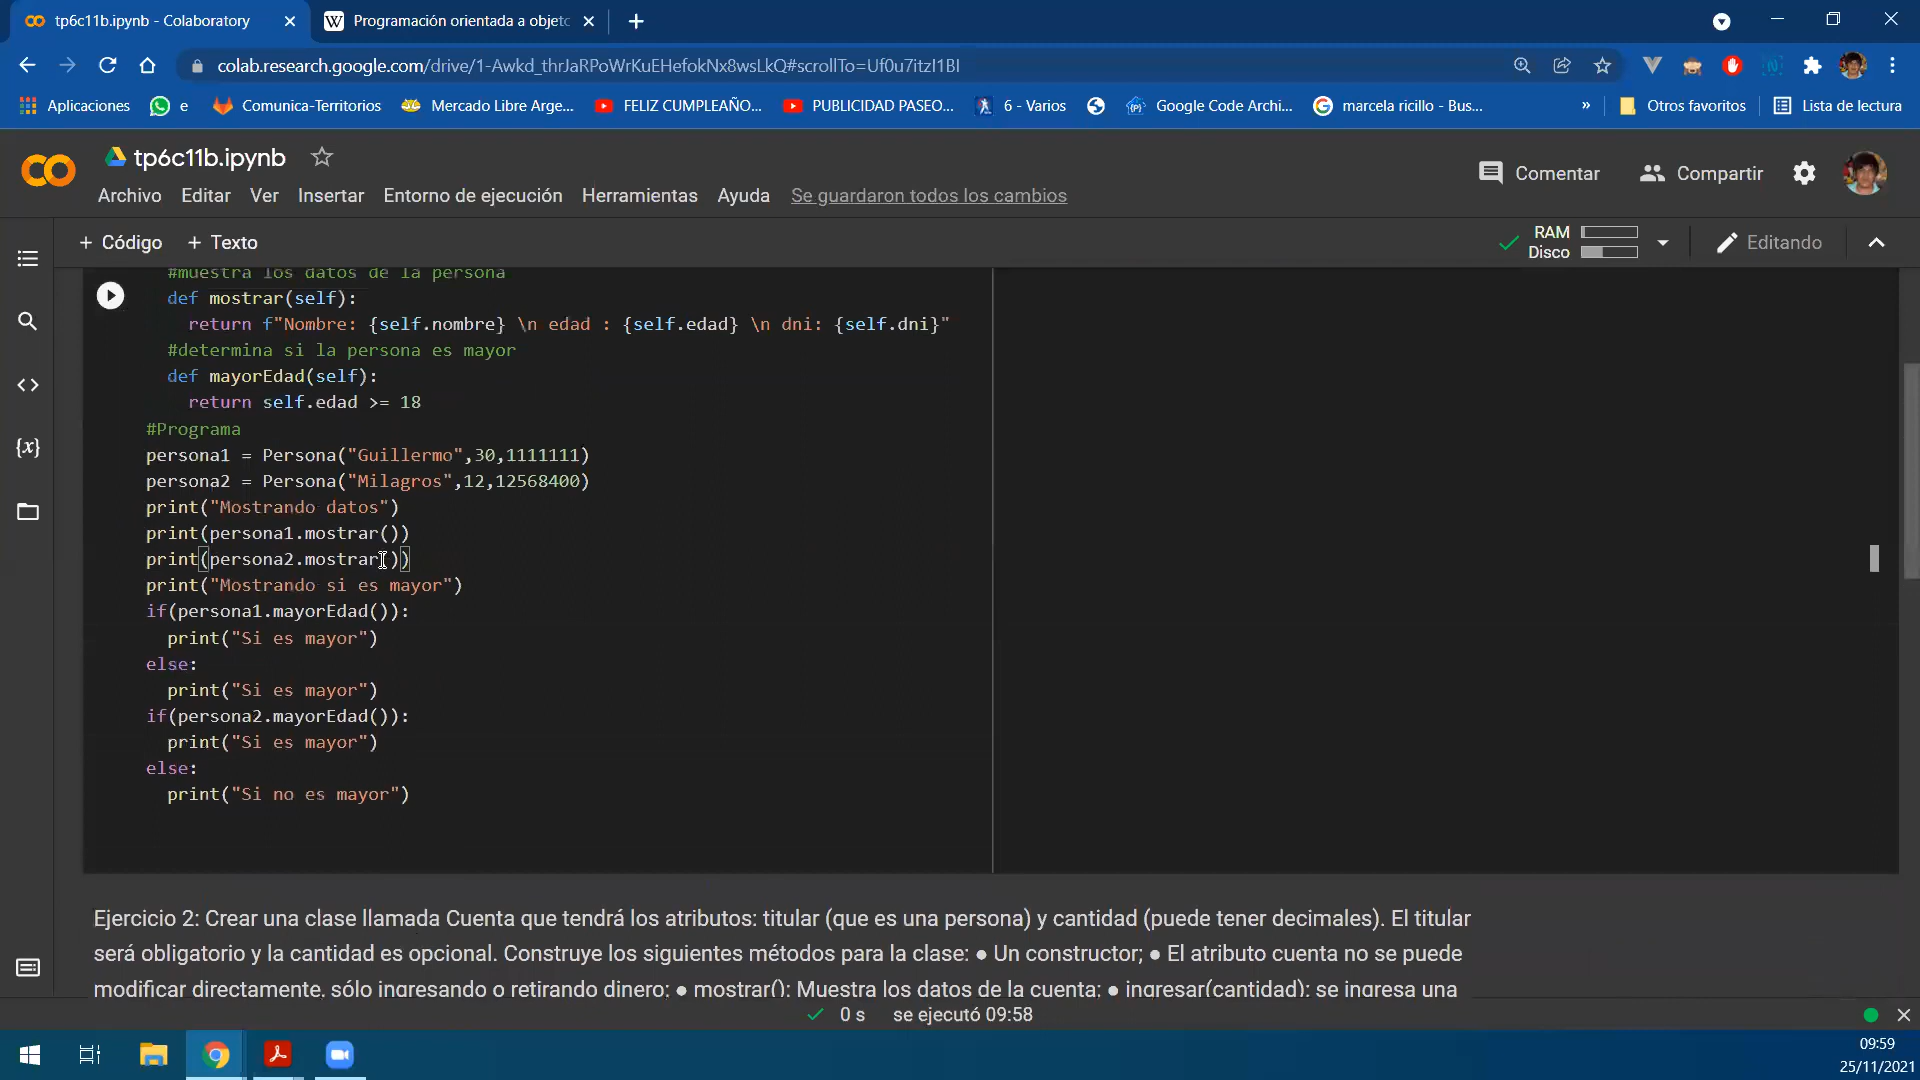 tp6c11b.ipynb - Colaboratory
Programación orientada a objeto
colab.research.google.com/drive/1-Awkd_thrJaRPoWrKuEHefokNx8wsLkQ#scrollTo=Uf0u7itzI1BI
Aplicaciones e Comunica-Territorios Mercado Libre Arge... FELIZ CUMPLEAÑO... PUBLICIDAD PASEO... 6 - Varios Google Code Archi... marcela ricillo - Bus... » Otros favoritos Lista de lectura
tp6c11b.ipynb
Comentar Compartir
Archivo Editar Ver Insertar Entorno de ejecución Herramientas Ayuda Se guardaron todos los cambios
+ Código + Texto
RAM
Disco
Editando
#muestra los datos de la persona
def mostrar(self):
return f"Nombre: {self.nombre} \n edad : {self.edad} \n dni: {self.dni}"
#determina si la persona es mayor
def mayorEdad(self):
return self.edad >= 18
#Programa
persona1 = Persona("Guillermo",30,1111111)
persona2 = Persona("Milagros",12,12568400)
print("Mostrando datos")
print(persona1.mostrar())
print(persona2.mostrar())
print("Mostrando si es mayor")
if(persona1.mayorEdad()):
print("Si es mayor")
else:
print("Si es mayor")
if(persona2.mayorEdad()):
print("Si es mayor")
else:
print("Si no es mayor")
Ejercicio 2: Crear una clase llamada Cuenta que tendrá los atributos: titular (que es una persona) y cantidad (puede tener decimales). El titular
será obligatorio y la cantidad es opcional. Construye los siguientes métodos para la clase: ● Un constructor; ● El atributo cuenta no se puede
modificar directamente, sólo ingresando o retirando dinero; ● mostrar(): Muestra los datos de la cuenta; ● ingresar(cantidad): se ingresa una
0 s se ejecutó 09:58
09:59
25/11/2021